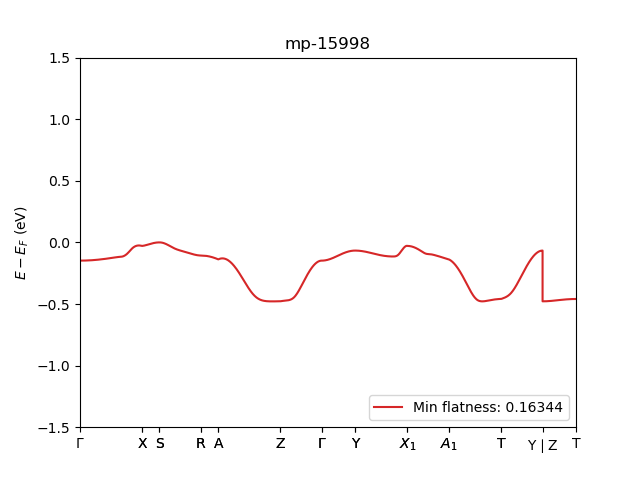 mp-15998
1.5
1.0
0.5
0.0
−0.5
−1.0
−1.5
E − E_F (eV)
Min flatness: 0.16344
Γ X S R A Z Γ Y X₁ A₁ T Y | Z T